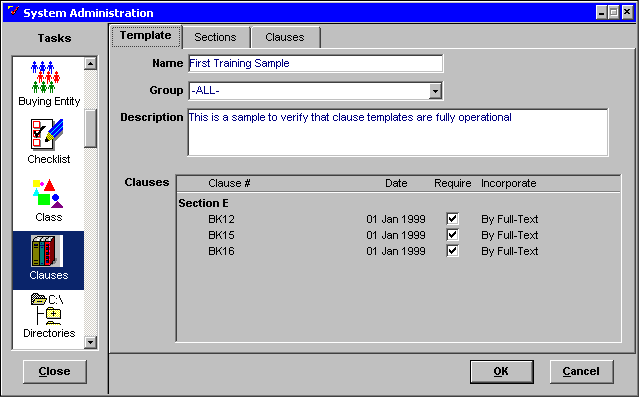 System Administration
Tasks
Buying Entity
Checklist
Class
Clauses
C:\
Directories
Close
Template Sections Clauses
Name First Training Sample
Group -ALL-
Description This is a sample to verify that clause templates are fully operational
Clauses Clause # Date Require Incorporate
Section E
BK12 01 Jan 1999 By Full-Text
BK15 01 Jan 1999 By Full-Text
BK16 01 Jan 1999 By Full-Text
OK Cancel